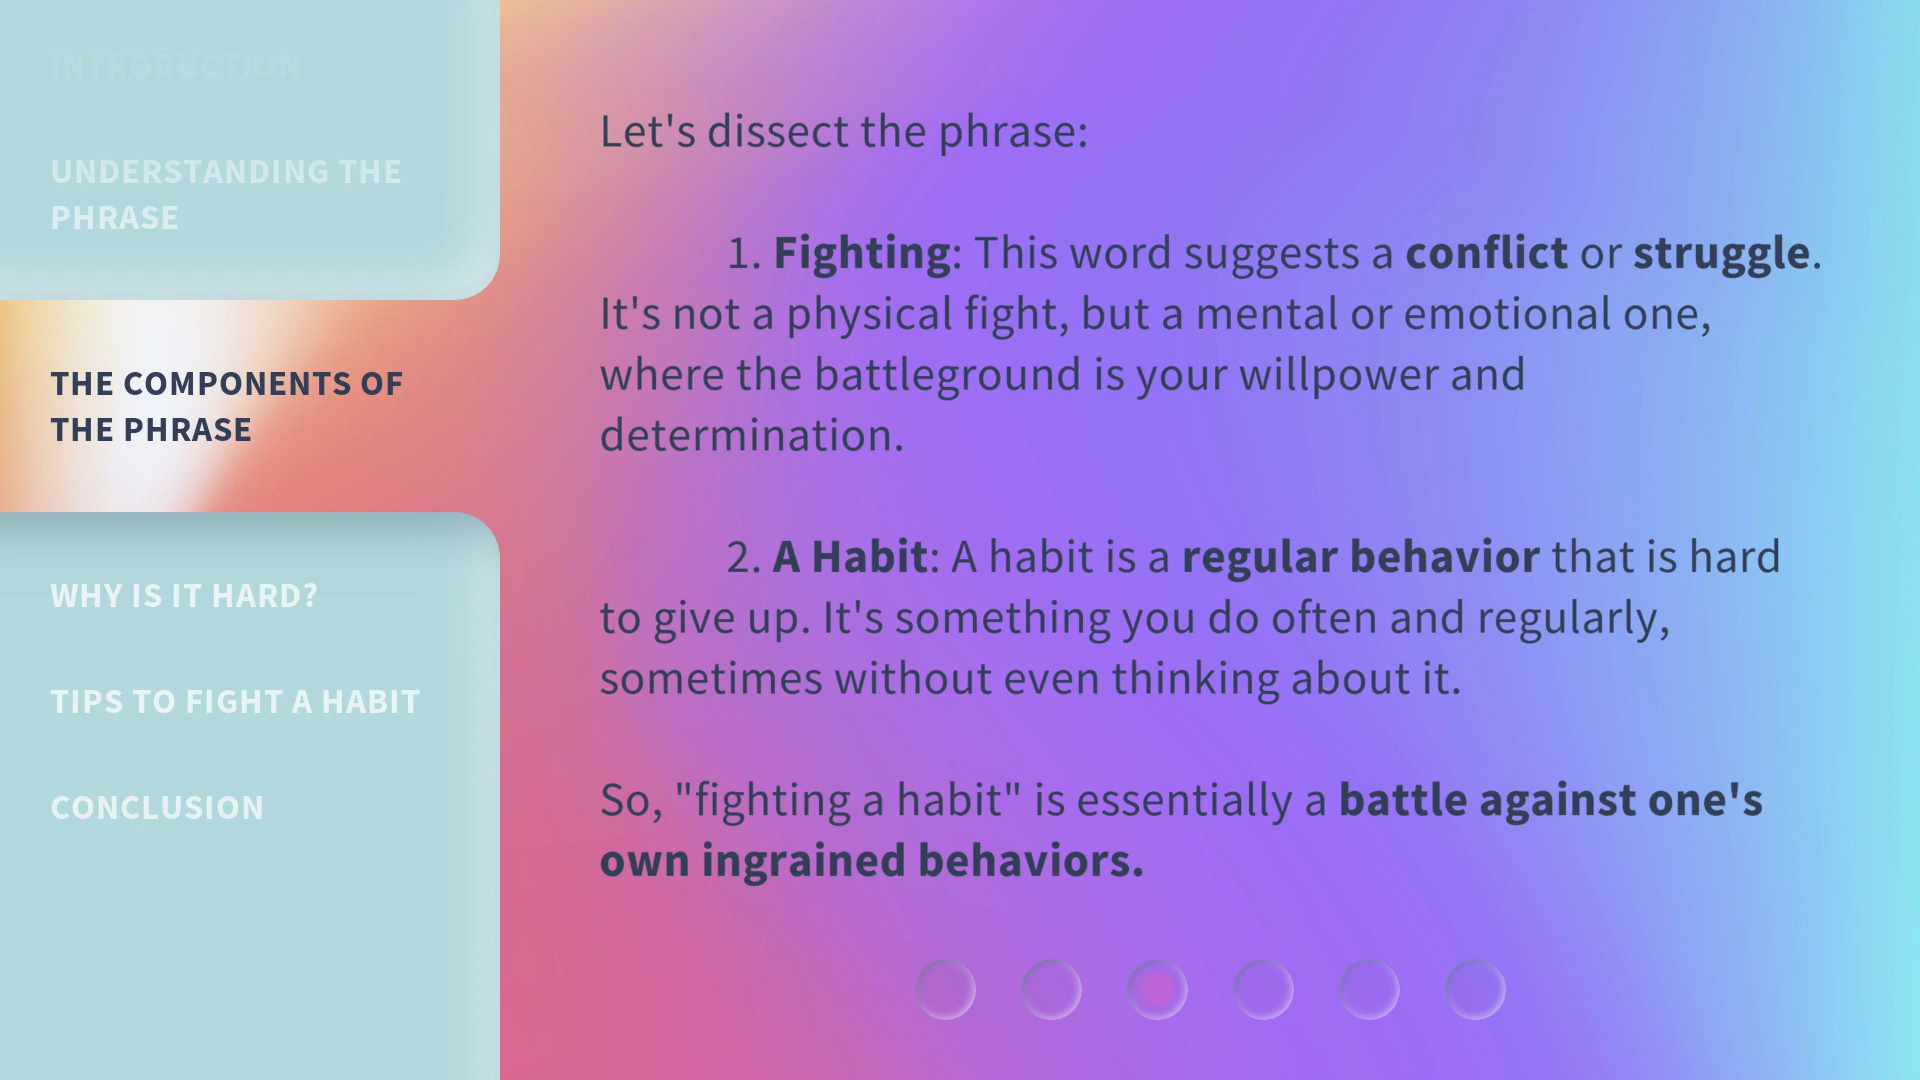 INTRODUCTION
UNDERSTANDING THE
PHRASE
THE COMPONENTS OF
THE PHRASE
WHY IS IT HARD?
TIPS TO FIGHT A HABIT
CONCLUSION
Let's dissect the phrase:
1. Fighting: This word suggests a conflict or struggle.
It's not a physical fight, but a mental or emotional one,
where the battleground is your willpower and
determination.
2. A Habit: A habit is a regular behavior that is hard
to give up. It's something you do often and regularly,
sometimes without even thinking about it.
So, "fighting a habit" is essentially a battle against one's
own ingrained behaviors.